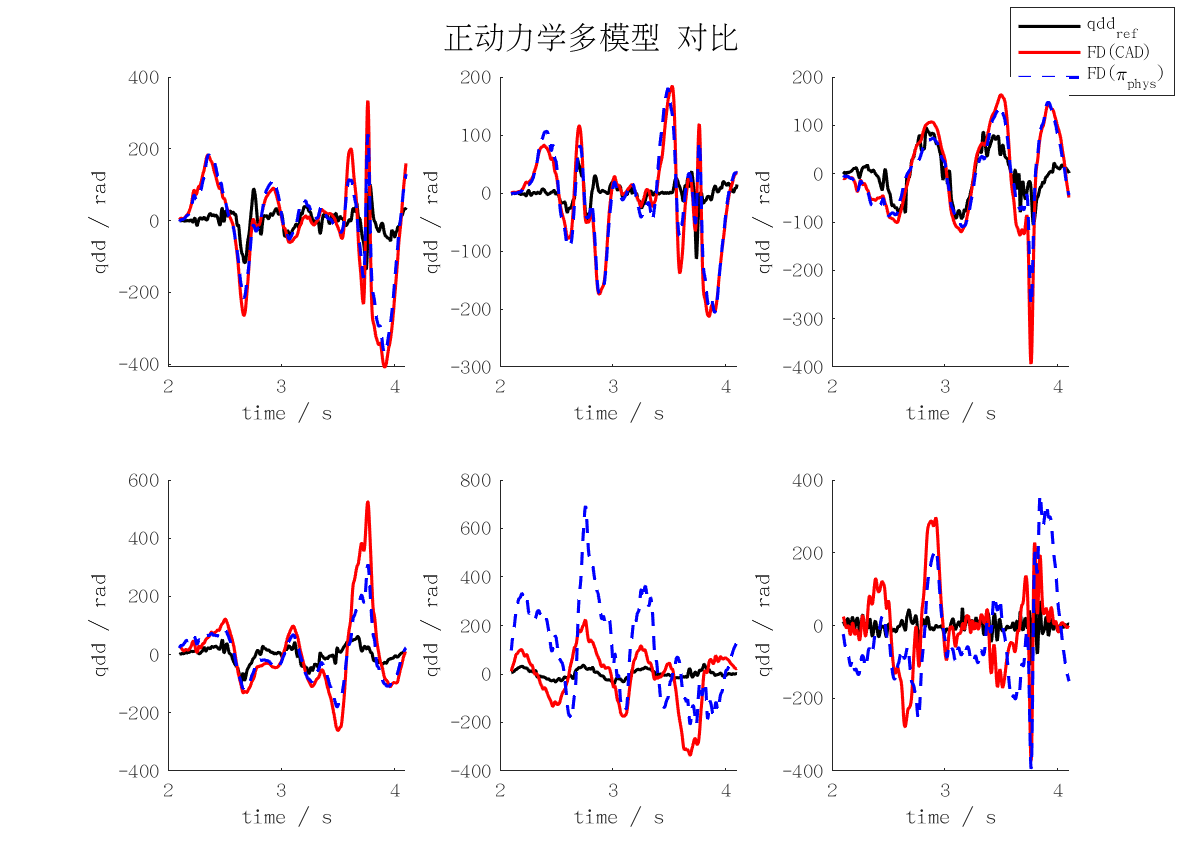 正动力学多模型 对比
qdd_ref
FD(CAD)
FD(π_phys)
400
200
0
-200
-400
qdd / rad
2 3 4
time / s
200
100
0
-100
-200
-300
qdd / rad
2 3 4
time / s
200
100
0
-100
-200
-300
-400
qdd / rad
2 3 4
time / s
600
400
200
0
-200
-400
qdd / rad
2 3 4
time / s
800
600
400
200
0
-200
-400
qdd / rad
2 3 4
time / s
400
200
0
-200
-400
qdd / rad
2 3 4
time / s